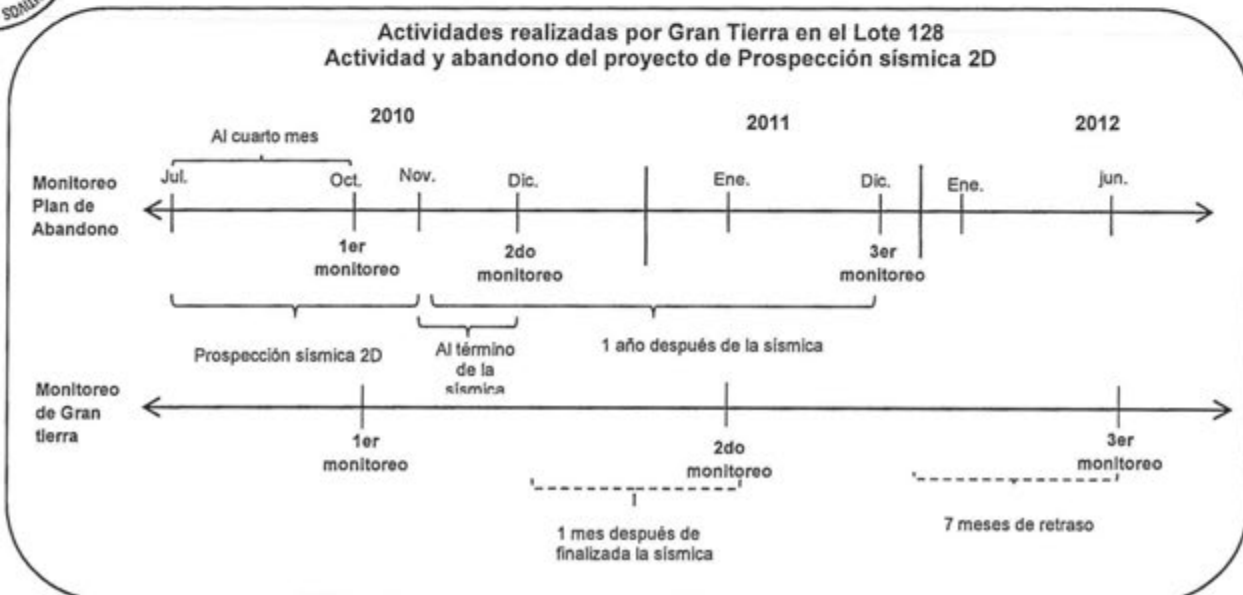 Actividades realizadas por Gran Tierra en el Lote 128
Actividad y abandono del proyecto de Prospección sísmica 2D
2010
2011
2012
Al cuarto mes
Monitoreo
Plan de
Abandono
Jul.
Oct.
Nov.
Dic.
Ene.
Dic.
Ene.
jun.
1er
monitoreo
2do
monitoreo
3er
monitoreo
Prospección sísmica 2D
Al término
de la
sísmica
1 año después de la sísmica
Monitoreo
de Gran
tierra
1er
monitoreo
2do
monitoreo
3er
monitoreo
1 mes después de
finalizada la sísmica
7 meses de retraso